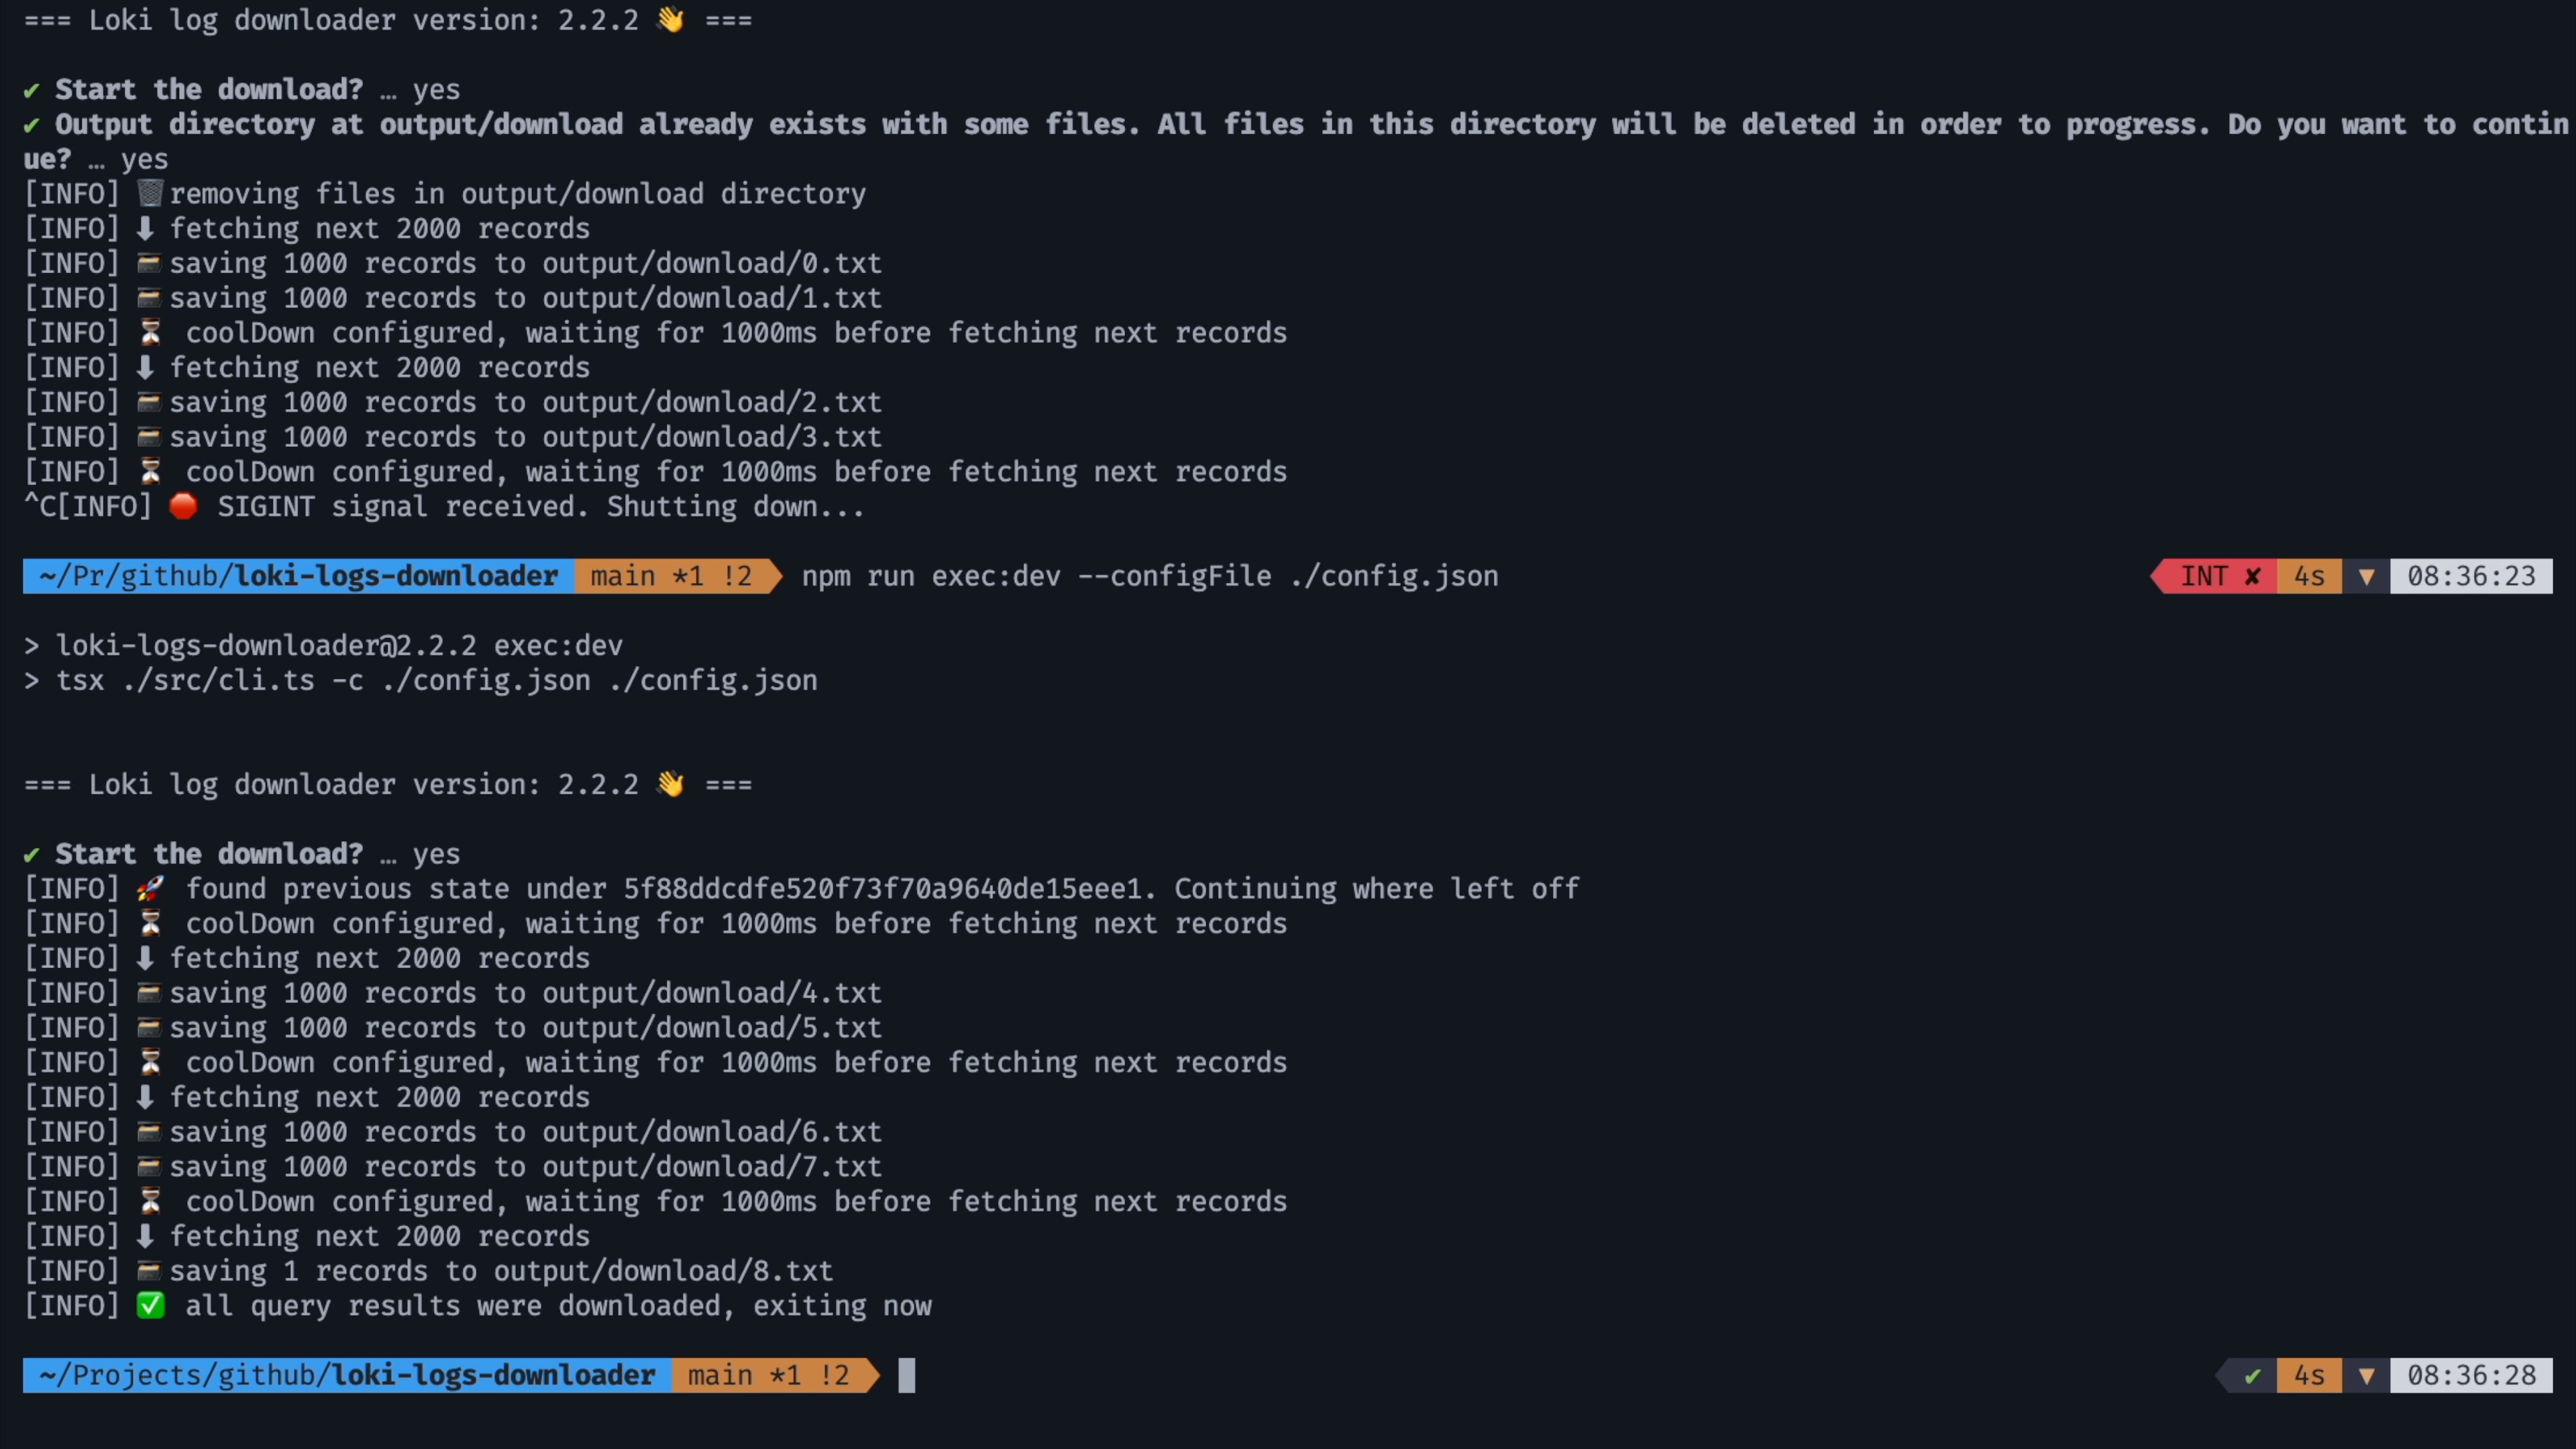 === Loki log downloader version: 2.2.2 👋 ===
✔ Start the download? … yes
✔ Output directory at output/download already exists with some files. All files in this directory will be deleted in order to progress. Do you want to contin
ue? … yes
[INFO] 🗑️removing files in output/download directory
[INFO] ⬇ fetching next 2000 records
[INFO] 🗃️saving 1000 records to output/download/0.txt
[INFO] 🗃️saving 1000 records to output/download/1.txt
[INFO] ⏳ coolDown configured, waiting for 1000ms before fetching next records
[INFO] ⬇ fetching next 2000 records
[INFO] 🗃️saving 1000 records to output/download/2.txt
[INFO] 🗃️saving 1000 records to output/download/3.txt
[INFO] ⏳ coolDown configured, waiting for 1000ms before fetching next records
^C[INFO] 🛑 SIGINT signal received. Shutting down...
~/Pr/github/loki-logs-downloader main *1 !2 npm run exec:dev --configFile ./config.json INT ✘ 4s ▼ 08:36:23
> loki-logs-downloader@2.2.2 exec:dev
> tsx ./src/cli.ts -c ./config.json ./config.json
=== Loki log downloader version: 2.2.2 👋 ===
✔ Start the download? … yes
[INFO] 🚀 found previous state under 5f88ddcdfe520f73f70a9640de15eee1. Continuing where left off
[INFO] ⏳ coolDown configured, waiting for 1000ms before fetching next records
[INFO] ⬇ fetching next 2000 records
[INFO] 🗃️saving 1000 records to output/download/4.txt
[INFO] 🗃️saving 1000 records to output/download/5.txt
[INFO] ⏳ coolDown configured, waiting for 1000ms before fetching next records
[INFO] ⬇ fetching next 2000 records
[INFO] 🗃️saving 1000 records to output/download/6.txt
[INFO] 🗃️saving 1000 records to output/download/7.txt
[INFO] ⏳ coolDown configured, waiting for 1000ms before fetching next records
[INFO] ⬇ fetching next 2000 records
[INFO] 🗃️saving 1 records to output/download/8.txt
[INFO] ✅ all query results were downloaded, exiting now
~/Projects/github/loki-logs-downloader main *1 !2 ✔ 4s ▼ 08:36:28